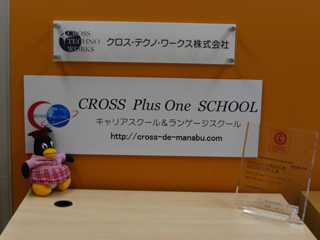 CROSS
TECHNO
WORKS
クロス・テクノ・ワークス株式会社
CROSS Plus One SCHOOL
キャリアスクール＆ランゲージスクール
http://cross-de-manabu.com